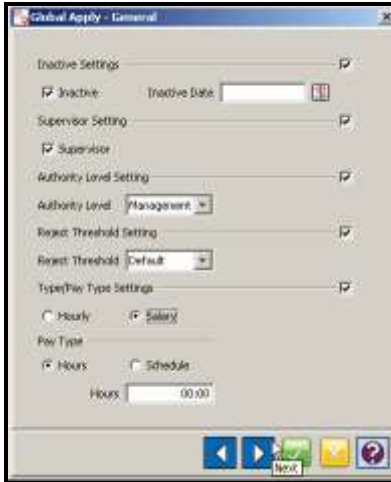 Global Apply - General
Inactive Settings
Inactive Inactive Date
Supervisor Setting
Supervisor
Authority Level Setting
Authority Level Management
Reject Threshold Setting
Reject Threshold Default
Type/Pay Type Settings
Hourly Salary
Pay Type
Hours Schedule
Hours 00:00
Next